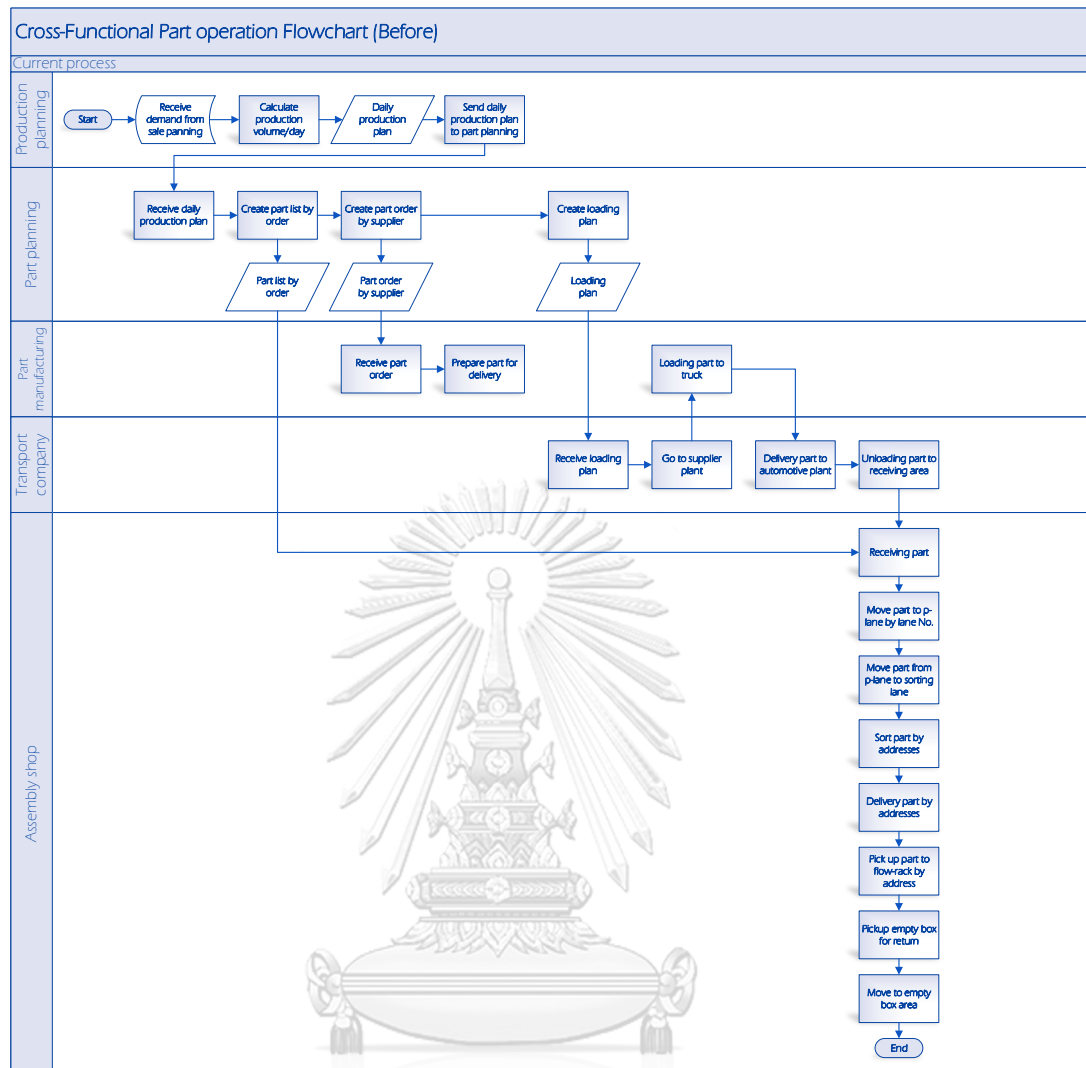 Cross-Functional Part operation Flowchart (Before)
Current process
Production
planning
Start
Receive
demand from
sale panning
Calculate
production
volume/day
Daily
production
plan
Send daily
production plan
to part planning
Part planning
Receive daily
production plan
Create part list by
order
Create part order
by supplier
Create loading
plan
Part list by
order
Part order
by supplier
Loading
plan
Part
manufacturing
Receive part
order
Prepare part for
delivery
Loading part to
truck
Transport
company
Receive loading
plan
Go to supplier
plant
Delivery part to
automotive plant
Unloading part to
receiving area
Assembly shop
Receiving part
Move part to p-
lane by lane No.
Move part from
p-lane to sorting
lane
Sort part by
addresses
Delivery part by
addresses
Pick up part to
flow-rack by
address
Pickup empty box
for return
Move to empty
box area
End